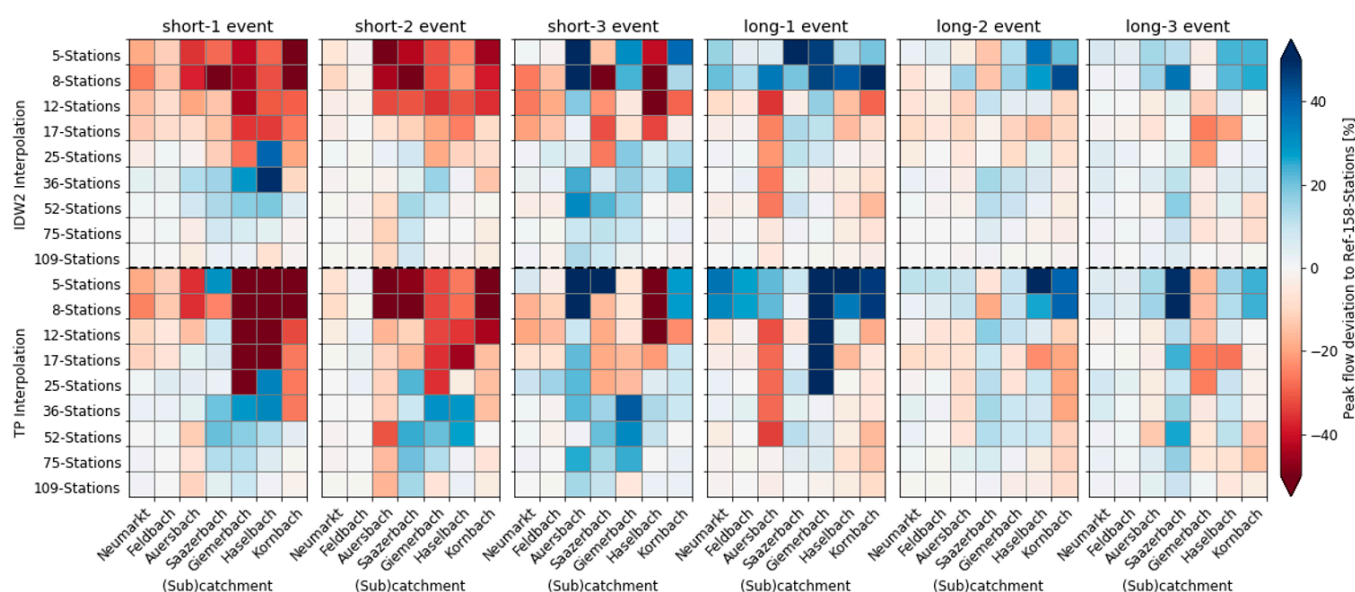 short-1 event short-2 event short-3 event long-1 event long-2 event long-3 event
IDW2 Interpolation
5-Stations
8-Stations
12-Stations
17-Stations
25-Stations
36-Stations
52-Stations
75-Stations
109-Stations
TP Interpolation
5-Stations
8-Stations
12-Stations
17-Stations
25-Stations
36-Stations
52-Stations
75-Stations
109-Stations
40
20
0
−20
−40
Peak flow deviation to Ref-158-Stations [%]
Neumarkt Feldbach Auersbach Saazerbach Giemerbach Haselbach Kornbach Neumarkt Feldbach Auersbach Saazerbach Giemerbach Haselbach Kornbach Neumarkt Feldbach Auersbach Saazerbach Giemerbach Haselbach Kornbach Neumarkt Feldbach Auersbach Saazerbach Giemerbach Haselbach Kornbach Neumarkt Feldbach Auersbach Saazerbach Giemerbach Haselbach Kornbach Neumarkt Feldbach Auersbach Saazerbach Giemerbach Haselbach Kornbach
(Sub)catchment (Sub)catchment (Sub)catchment (Sub)catchment (Sub)catchment (Sub)catchment